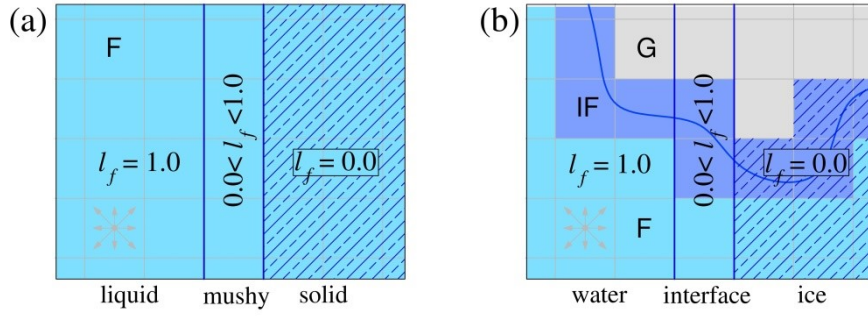 (a)
F
0.0< l_f <1.0
l_f = 1.0
l_f = 0.0
liquid
mushy
solid
(b)
G
IF
0.0< l_f <1.0
l_f = 1.0
l_f = 0.0
F
water
interface
ice